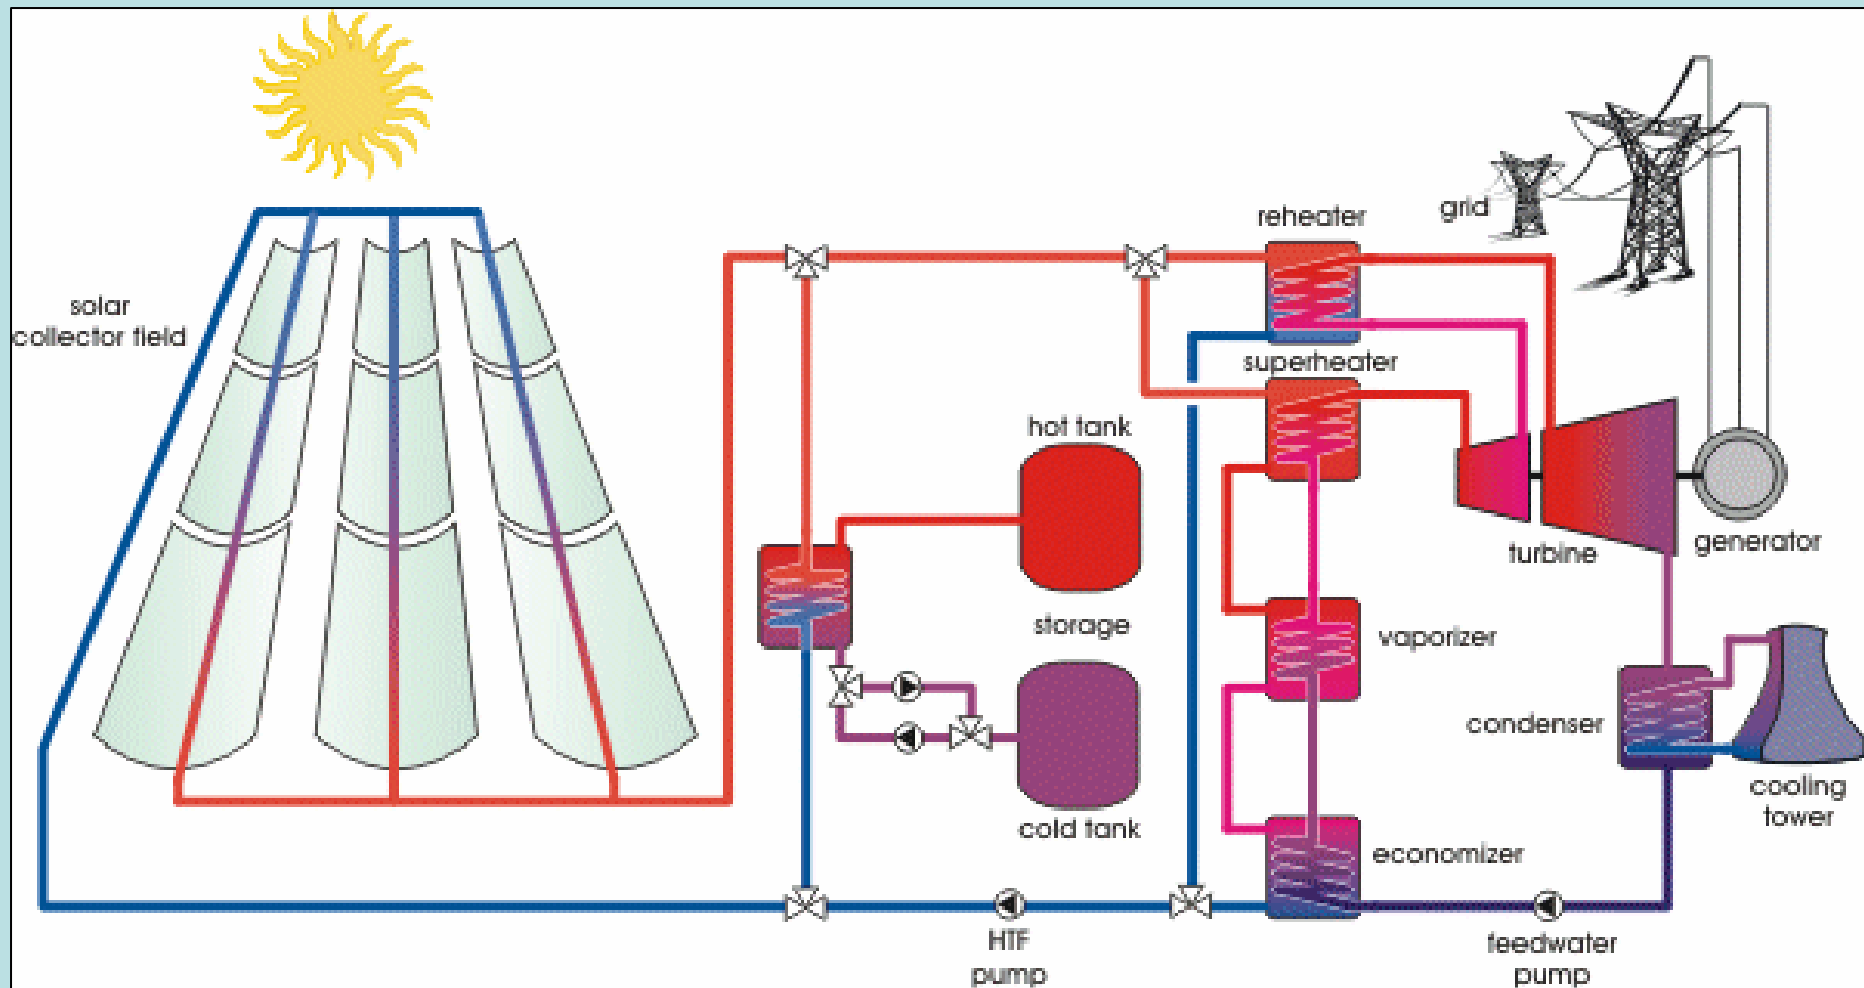 solar
collector field
reheater
grid
superheater
hot tank
storage
cold tank
vaporizer
economizer
turbine
generator
condenser
cooling
tower
HTF
pump
feedwater
pump